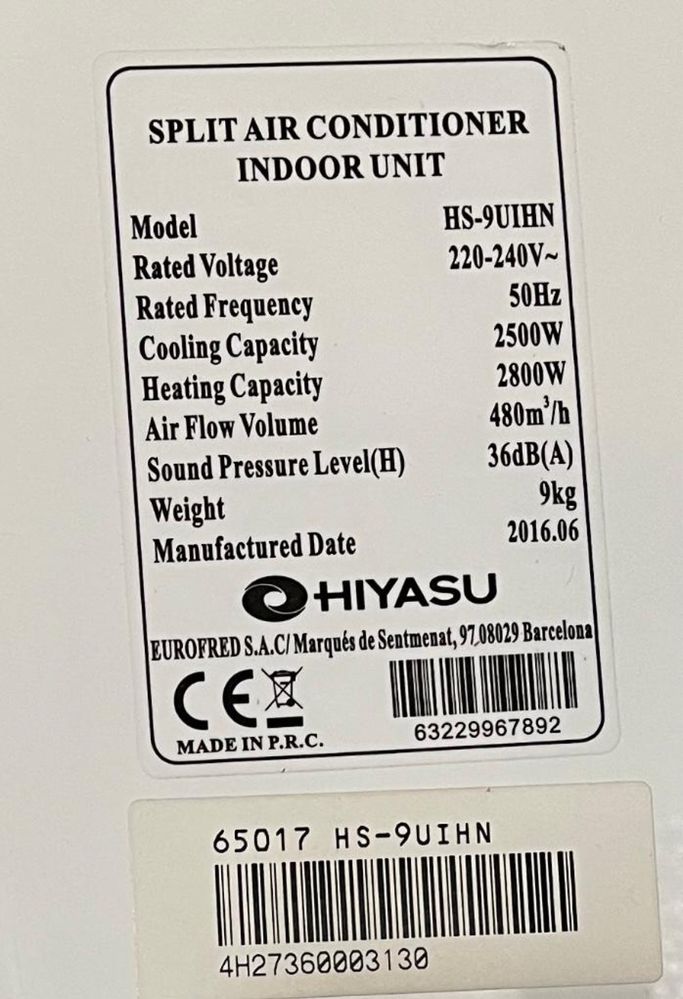 SPLIT AIR CONDITIONER
INDOOR UNIT
Model HS-9UIHN
Rated Voltage 220-240V~
Rated Frequency 50Hz
Cooling Capacity 2500W
Heating Capacity 2800W
Air Flow Volume 480m³/h
Sound Pressure Level(H) 36dB(A)
Weight 9kg
Manufactured Date 2016.06
HIYASU
EUROFRED S.A.C/ Marqués de Sentmenat, 97,08029 Barcelona
CE
63229967892
MADE IN P.R.C.
65017 HS-9UIHN
4H27360003130